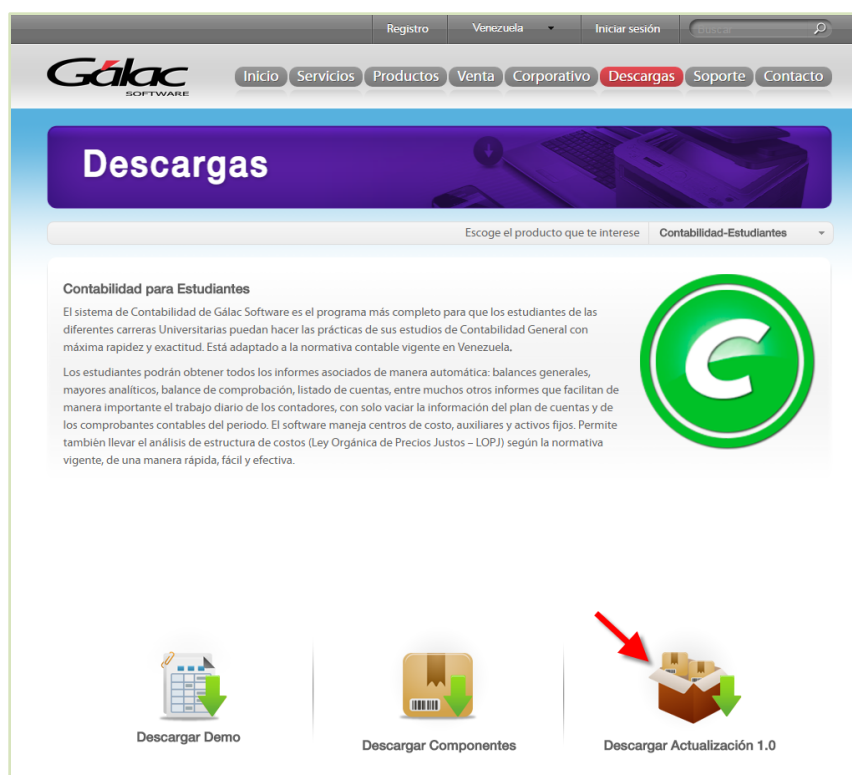 Registro Venezuela Iniciar sesión Buscar
Gálac
SOFTWARE
Inicio Servicios Productos Venta Corporativo Descargas Soporte Contacto
Descargas
Escoge el producto que te interese Contabilidad-Estudiantes
Contabilidad para Estudiantes
El sistema de Contabilidad de Gálac Software es el programa más completo para que los estudiantes de las
diferentes carreras Universitarias puedan hacer las prácticas de sus estudios de Contabilidad General con
máxima rapidez y exactitud. Está adaptado a la normativa contable vigente en Venezuela.
Los estudiantes podrán obtener todos los informes asociados de manera automática: balances generales,
mayores analíticos, balance de comprobación, listado de cuentas, entre muchos otros informes que facilitan de
manera importante el trabajo diario de los contadores, con solo vaciar la información del plan de cuentas y de
los comprobantes contables del periodo. El software maneja centros de costo, auxiliares y activos fijos. Permite
tambièn llevar el análisis de estructura de costos (Ley Orgánica de Precios Justos – LOPJ) según la normativa
vigente, de una manera rápida, fácil y efectiva.
C
Descargar Demo
Descargar Componentes
Descargar Actualización 1.0